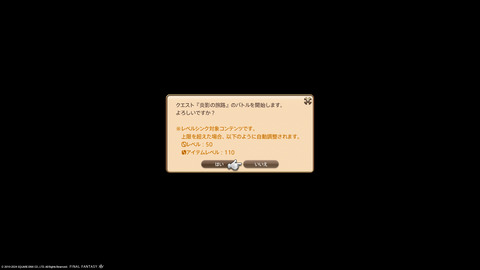 クエスト『炎影の旅路』のバトルを開始します。
よろしいですか？
※レベルシンク対象コンテンツです。
上限を超えた場合、以下のように自動調整されます。
レベル：50
アイテムレベル：110
はい
いいえ
FINAL FANTASY XIV